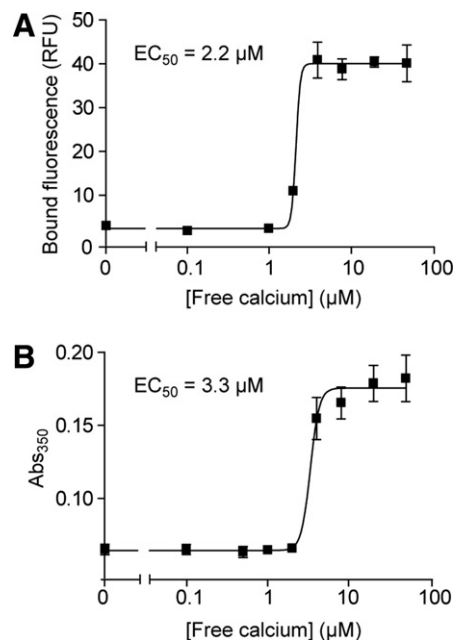 A
Bound fluorescence (RFU)
50
40
30
20
10
0
EC50 = 2.2 µM
0 0.1 1 10 100
[Free calcium] (µM)
B
Abs350
0.20
0.15
0.10
EC50 = 3.3 µM
0 0.1 1 10 100
[Free calcium] (µM)